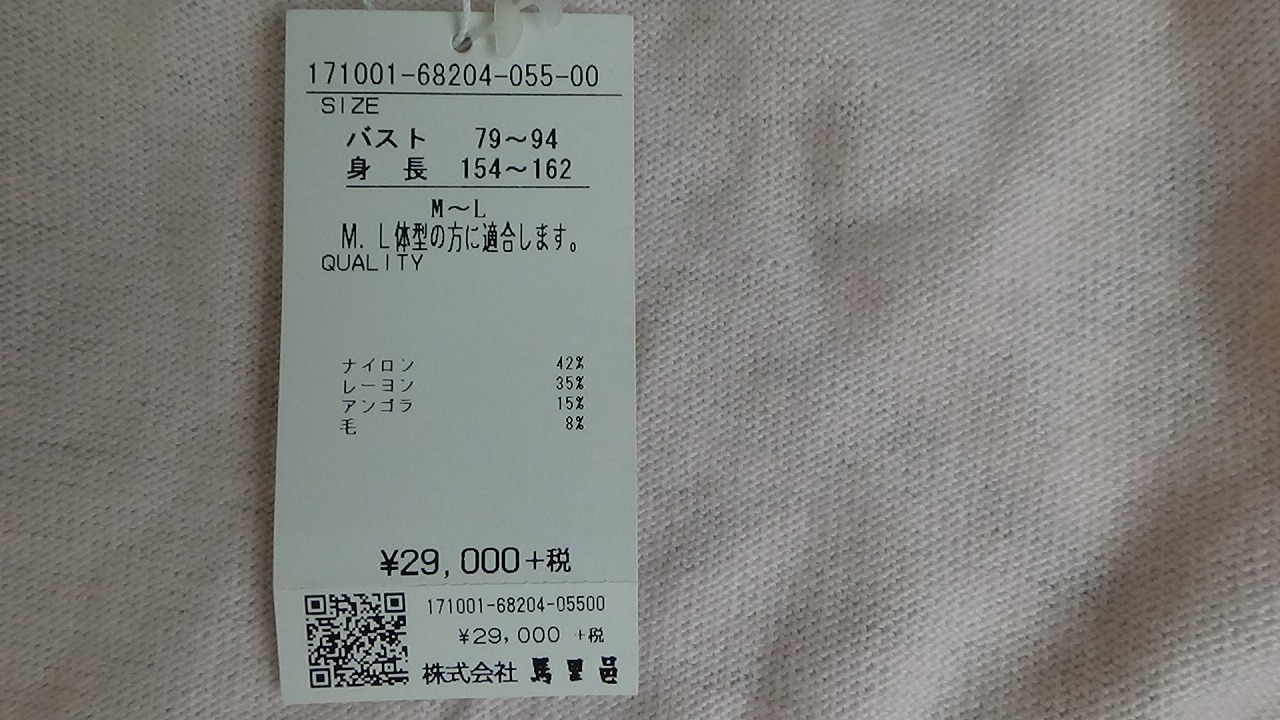 171001-68204-055-00
SIZE
バスト 79～94
身 長 154～162
M～L
M. L体型の方に適合します。
QUALITY
ナイロン 42%
レーヨン 35%
アンゴラ 15%
毛 8%
¥29,000+税
171001-68204-05500
¥29,000 +税
株式会社 馬里邑